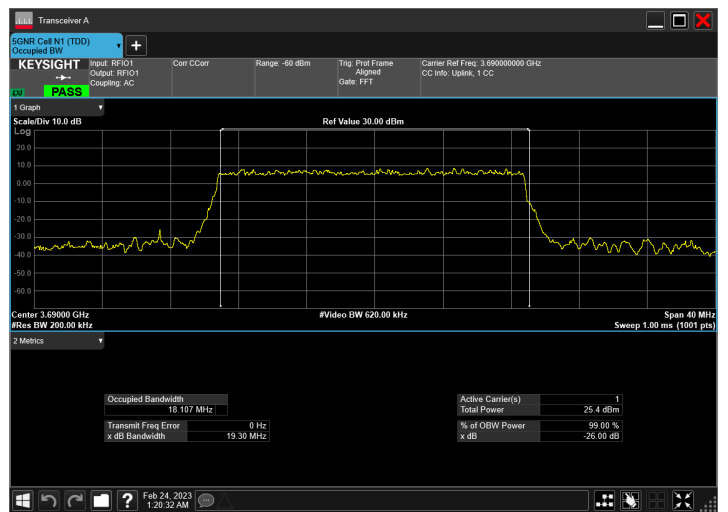 Transceiver A
5GNR Cell N1 (TDD)
Occupied BW
KEYSIGHT
LXI
PASS
Input: RFIO1
Output: RFIO1
Coupling: AC
Corr CCorr
Range: -60 dBm
Trig: Prot Frame
Aligned
Gate: FFT
Carrier Ref Freq: 3.690000000 GHz
CC Info: Uplink, 1 CC
1 Graph
Scale/Div 10.0 dB
Ref Value 30.00 dBm
Log
20.0
10.0
0.00
-10.0
-20.0
-30.0
-40.0
-50.0
-60.0
Center 3.69000 GHz
#Video BW 620.00 kHz
Span 40 MHz
#Res BW 200.00 kHz
Sweep 1.00 ms (1001 pts)
2 Metrics
Occupied Bandwidth
18.107 MHz
Transmit Freq Error 0 Hz
x dB Bandwidth 19.30 MHz
Active Carrier(s) 1
Total Power 25.4 dBm
% of OBW Power 99.00 %
x dB -26.00 dB
Feb 24, 2023
1:20:32 AM